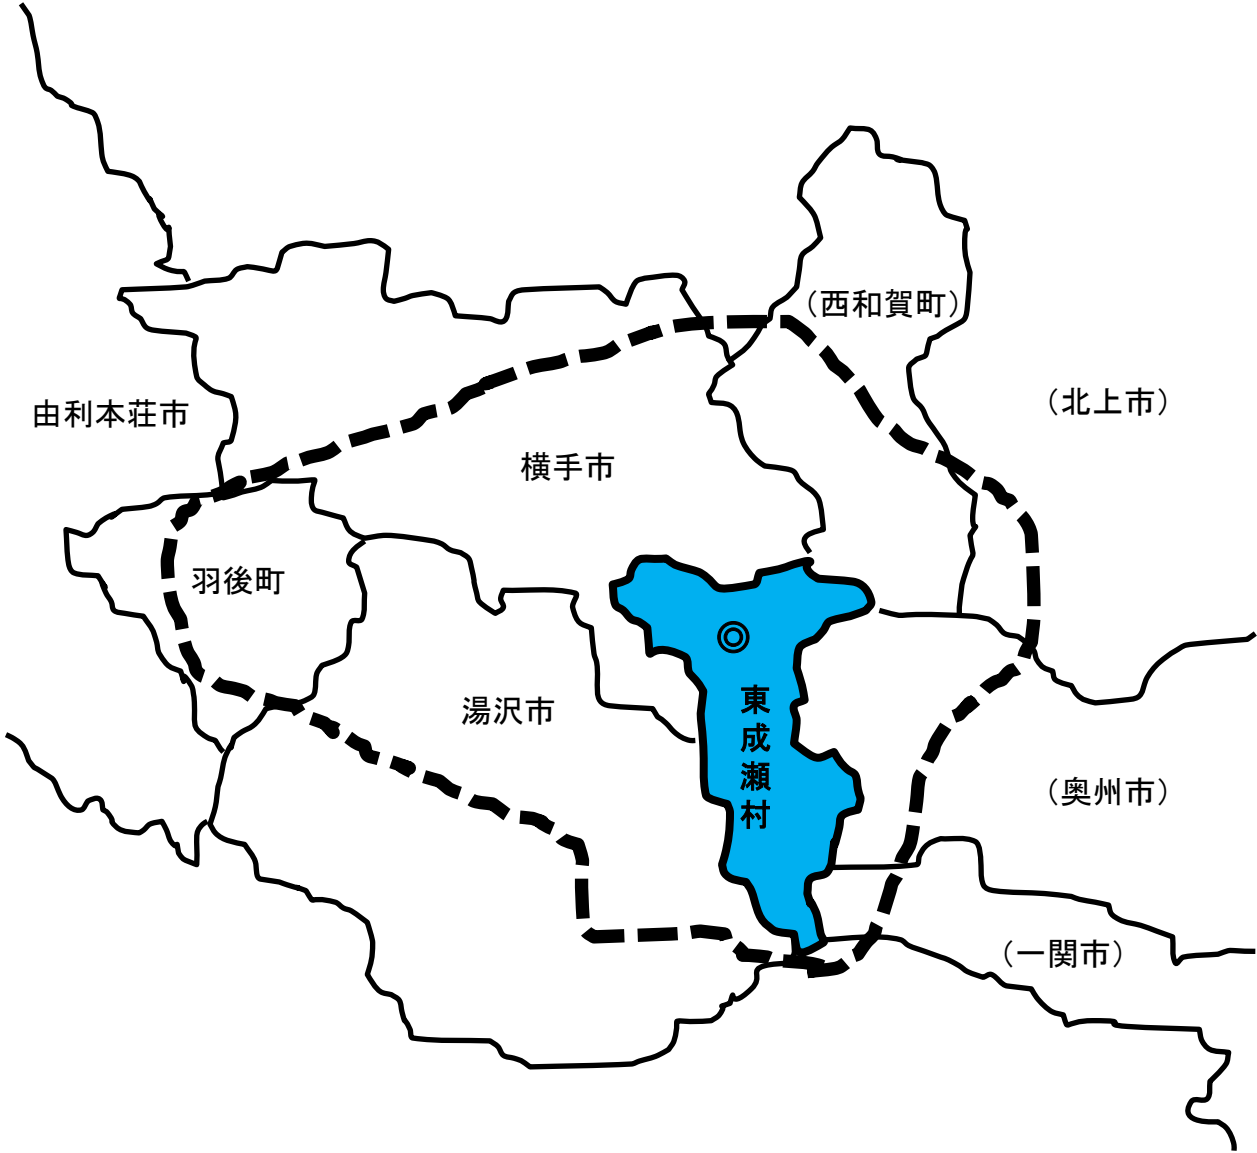 （西和賀町）
由利本荘市
（北上市）
横手市
羽後町
湯沢市
東成瀬村
（奥州市）
（一関市）